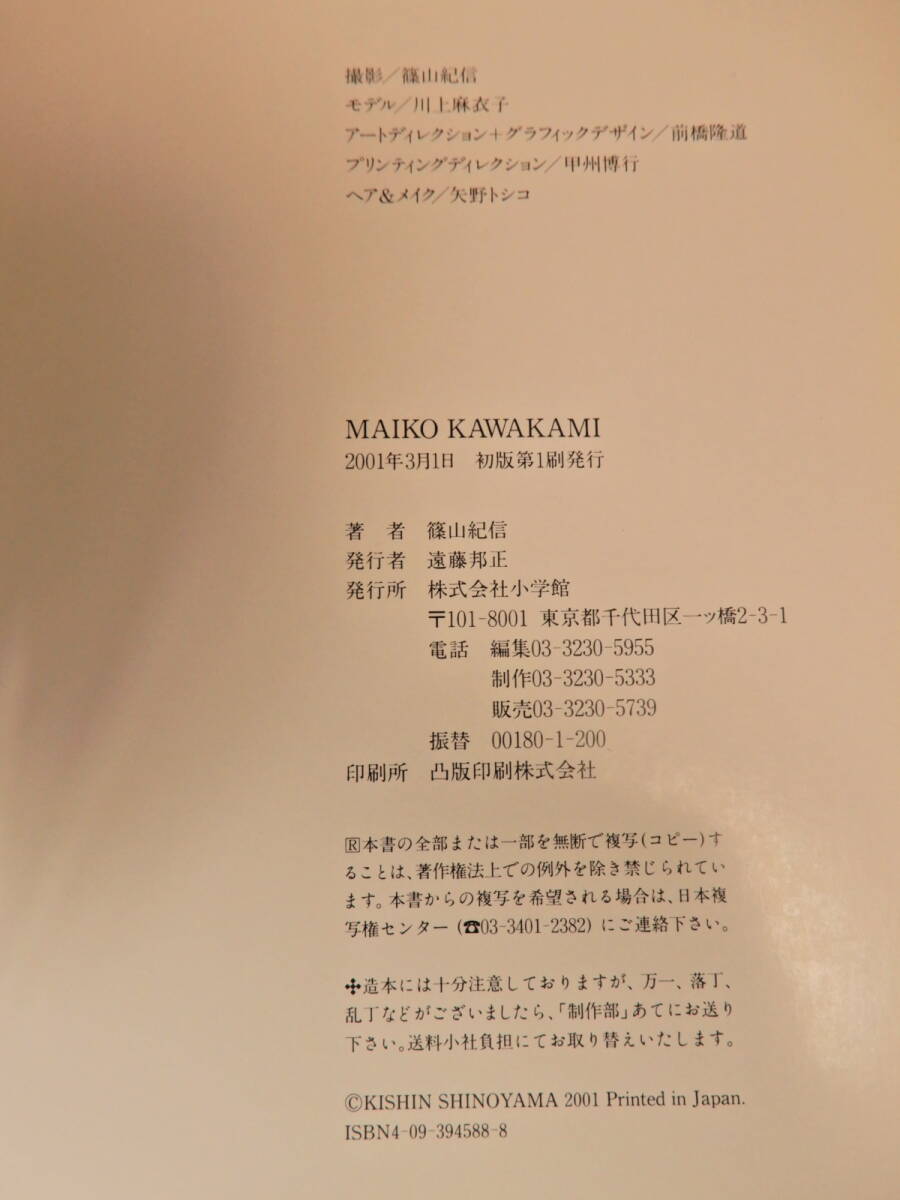 撮影/篠山紀信
モデル/川上麻衣子
アートディレクション+グラフィックデザイン/前橋隆道
プリンティングディレクション/甲州博行
ヘア&メイク/矢野トシコ
MAIKO KAWAKAMI
2001年3月1日　初版第1刷発行
著　者　篠山紀信
発行者　遠藤邦正
発行所　株式会社小学館
〒101-8001 東京都千代田区一ッ橋2-3-1
電話　編集03-3230-5955
制作03-3230-5333
販売03-3230-5739
振替　00180-1-200
印刷所　凸版印刷株式会社
🅁本書の全部または一部を無断で複写(コピー)す
ることは、著作権法上での例外を除き禁じられてい
ます。本書からの複写を希望される場合は、日本複
写権センター(☎03-3401-2382)にご連絡下さい。
✣造本には十分注意しておりますが、万一、落丁、
乱丁などがございましたら、「制作部」あてにお送り
下さい。送料小社負担にてお取り替えいたします。
©KISHIN SHINOYAMA 2001 Printed in Japan.
ISBN4-09-394588-8